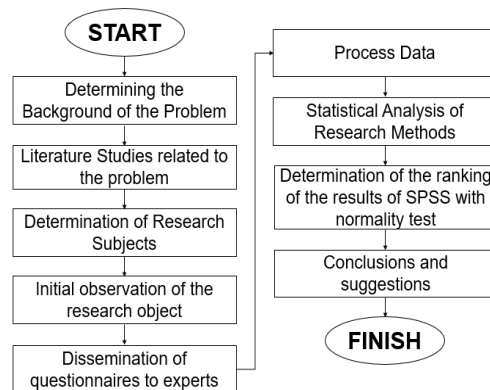 START
Determining the
Background of the Problem
Literature Studies related to
the problem
Determination of Research
Subjects
Initial observation of the
research object
Dissemination of
questionnaires to experts
Process Data
Statistical Analysis of
Research Methods
Determination of the ranking
of the results of SPSS with
normality test
Conclusions and
suggestions
FINISH